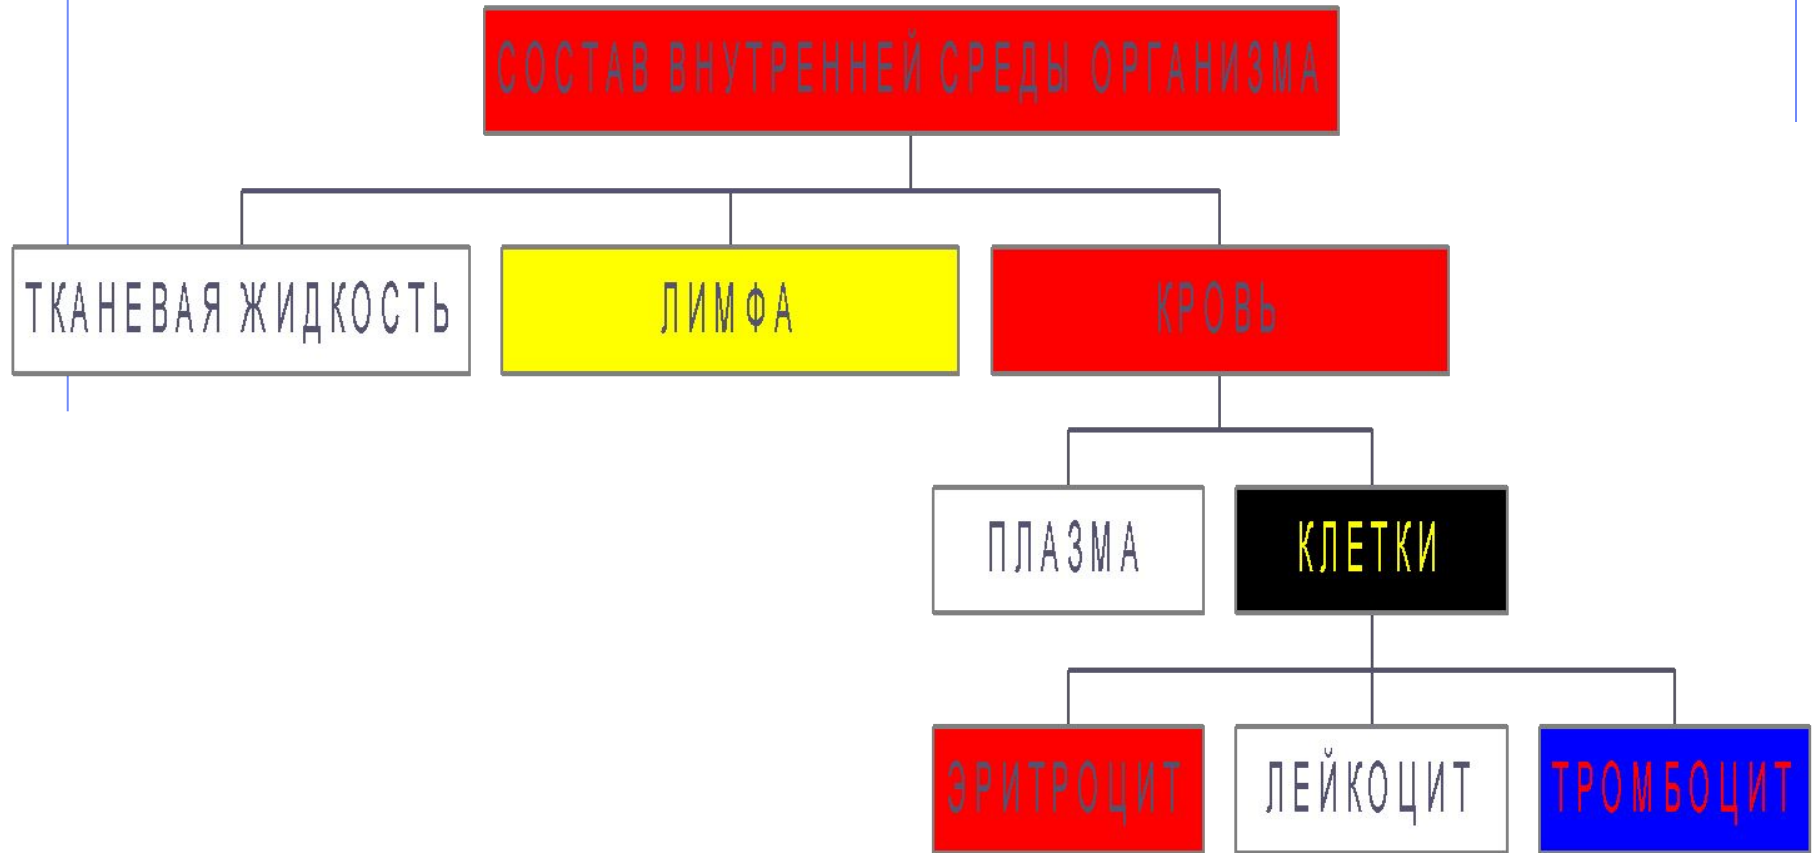 СОСТАВ ВНУТРЕННЕЙ СРЕДЫ ОРГАНИЗМА
ТКАНЕВАЯ ЖИДКОСТЬ
ЛИМФА
КРОВЬ
ПЛАЗМА
КЛЕТКИ
ЭРИТРОЦИТ
ЛЕЙКОЦИТ
ТРОМБОЦИТ